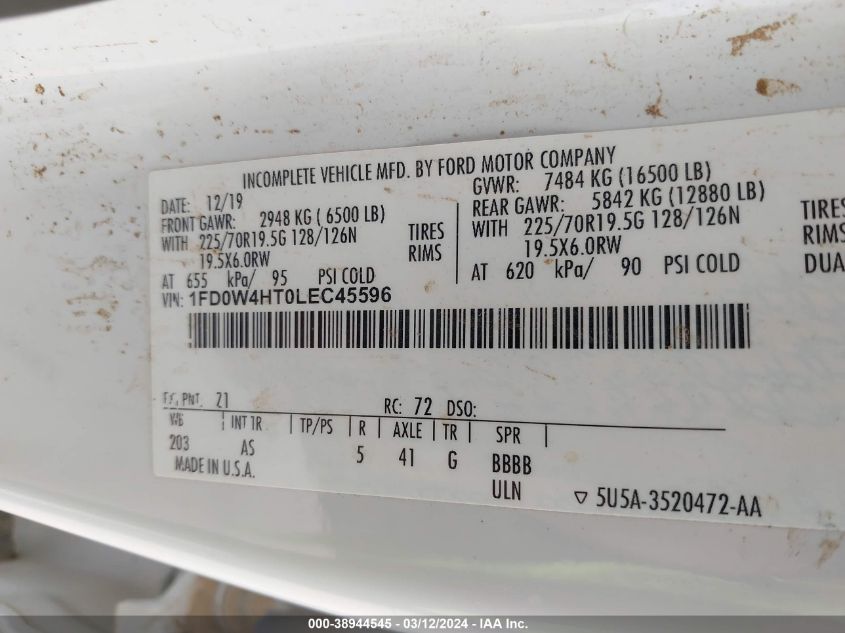 INCOMPLETE VEHICLE MFD. BY FORD MOTOR COMPANY
DATE: 12/19 GVWR: 7484 KG (16500 LB)
FRONT GAWR: 2948 KG ( 6500 LB) REAR GAWR: 5842 KG (12880 LB)
WITH 225/70R19.5G 128/126N TIRES WITH 225/70R19.5G 128/126N TIRES
19.5X6.0RW RIMS 19.5X6.0RW RIMS
AT 655 kPa/ 95 PSI COLD AT 620 kPa/ 90 PSI COLD DUA
VIN: 1FD0W4HT0LEC45596
EX. PNT: Z1 RC: 72 DSO:
WB INT TR TP/PS R AXLE TR SPR
203 AS 5 41 G BBBB
MADE IN U.S.A. ULN
▽ 5U5A-3520472-AA
000-38944545 - 03/12/2024 - IAA Inc.